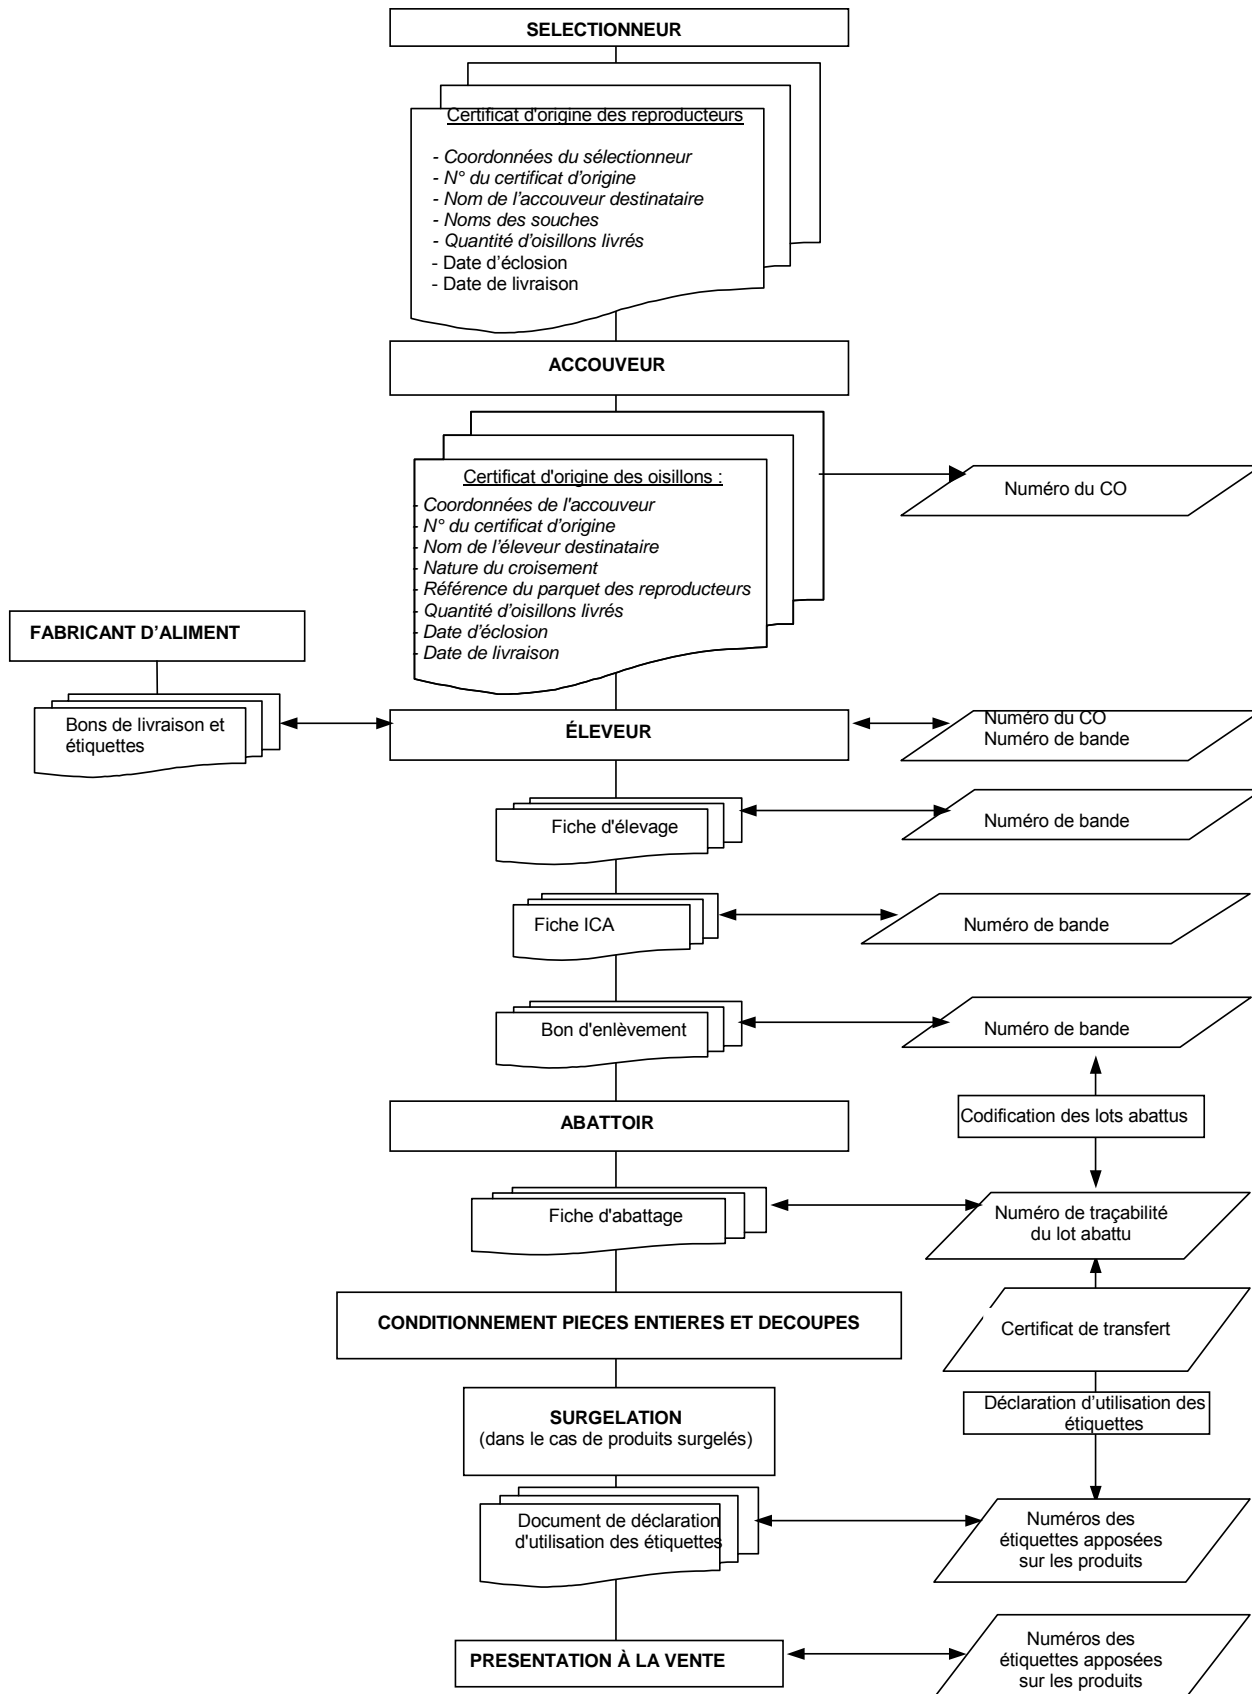 SELECTIONNEUR
Certificat d'origine des reproducteurs
- Coordonnées du sélectionneur
- N° du certificat d'origine
- Nom de l'accouveur destinataire
- Noms des souches
- Quantité d'oisillons livrés
- Date d'éclosion
- Date de livraison
ACCOUVEUR
Certificat d'origine des oisillons :
- Coordonnées de l'accouveur
- N° du certificat d'origine
- Nom de l'éleveur destinataire
- Nature du croisement
- Référence du parquet des reproducteurs
- Quantité d'oisillons livrés
- Date d'éclosion
- Date de livraison
Numéro du CO
FABRICANT D'ALIMENT
Bons de livraison et
étiquettes
ÉLEVEUR
Numéro du CO
Numéro de bande
Fiche d'élevage
Numéro de bande
Fiche ICA
Numéro de bande
Bon d'enlèvement
Numéro de bande
Codification des lots abattus
ABATTOIR
Fiche d'abattage
Numéro de traçabilité
du lot abattu
CONDITIONNEMENT PIECES ENTIERES ET DECOUPES
Certificat de transfert
SURGELATION
(dans le cas de produits surgelés)
Déclaration d'utilisation des
étiquettes
Document de déclaration
d'utilisation des étiquettes
Numéros des
étiquettes apposées
sur les produits
PRESENTATION À LA VENTE
Numéros des
étiquettes apposées
sur les produits